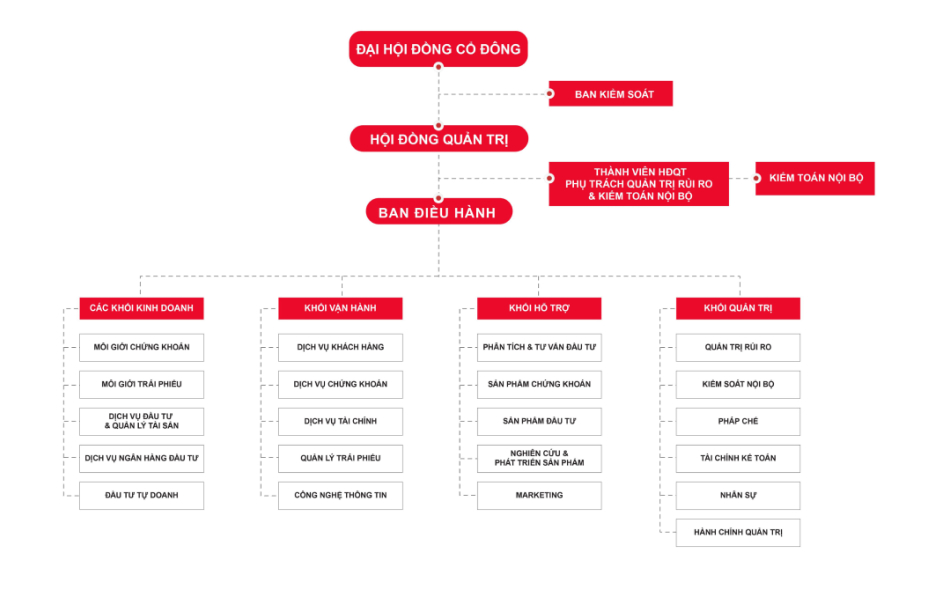 ĐẠI HỘI ĐỒNG CỔ ĐÔNG
BAN KIỂM SOÁT
HỘI ĐỒNG QUẢN TRỊ
THÀNH VIÊN HĐQT
PHỤ TRÁCH QUẢN TRỊ RỦI RO
& KIỂM TOÁN NỘI BỘ
KIỂM TOÁN NỘI BỘ
BAN ĐIỀU HÀNH
CÁC KHỐI KINH DOANH
MÔI GIỚI CHỨNG KHOÁN
MÔI GIỚI TRÁI PHIẾU
DỊCH VỤ ĐẦU TƯ
& QUẢN LÝ TÀI SẢN
DỊCH VỤ NGÂN HÀNG ĐẦU TƯ
ĐẦU TƯ TỰ DOANH
KHỐI VẬN HÀNH
DỊCH VỤ KHÁCH HÀNG
DỊCH VỤ CHỨNG KHOÁN
DỊCH VỤ TÀI CHÍNH
QUẢN LÝ TRÁI PHIẾU
CÔNG NGHỆ THÔNG TIN
KHỐI HỖ TRỢ
PHÂN TÍCH & TƯ VẤN ĐẦU TƯ
SẢN PHẨM CHỨNG KHOÁN
SẢN PHẨM ĐẦU TƯ
NGHIÊN CỨU &
PHÁT TRIỂN SẢN PHẨM
MARKETING
KHỐI QUẢN TRỊ
QUẢN TRỊ RỦI RO
KIỂM SOÁT NỘI BỘ
PHÁP CHẾ
TÀI CHÍNH KẾ TOÁN
NHÂN SỰ
HÀNH CHÍNH QUẢN TRỊ